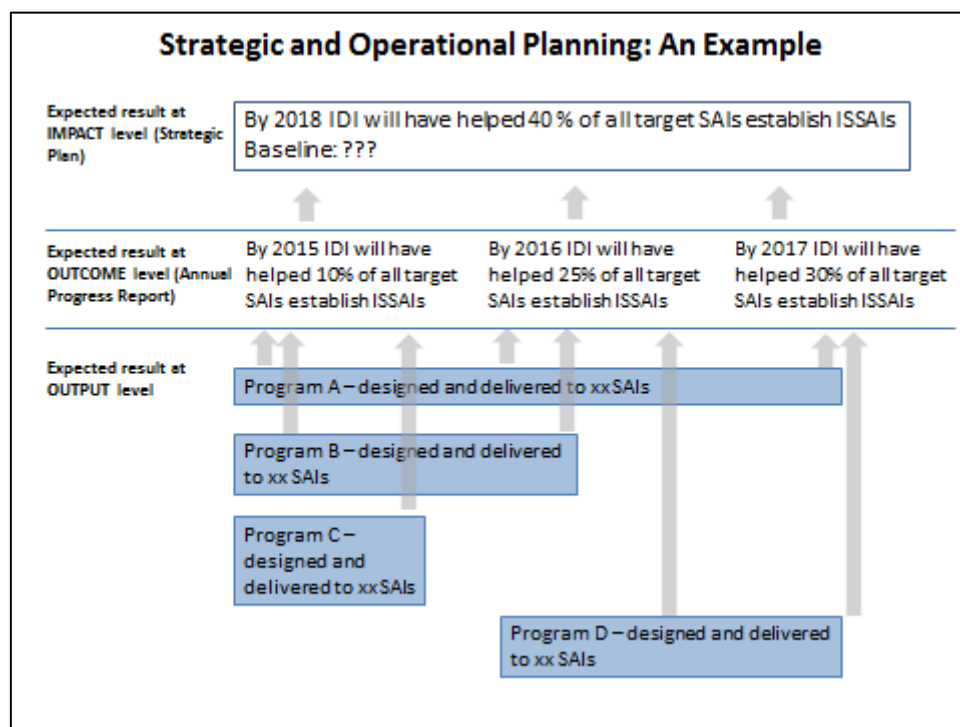 Strategic and Operational Planning: An Example
Expected result at
IMPACT level (Strategic
Plan)
By 2018 IDI will have helped 40 % of all target SAIs establish ISSAIs
Baseline: ???
Expected result at
OUTCOME level (Annual
Progress Report)
By 2015 IDI will have
helped 10% of all target
SAIs establish ISSAIs
By 2016 IDI will have
helped 25% of all target
SAIs establish ISSAIs
By 2017 IDI will have
helped 30% of all target
SAIs establish ISSAIs
Expected result at
OUTPUT level
Program A – designed and delivered to xx SAIs
Program B – designed and delivered
to xx SAIs
Program C –
designed and
delivered to xx SAIs
Program D – designed and delivered
to xx SAIs